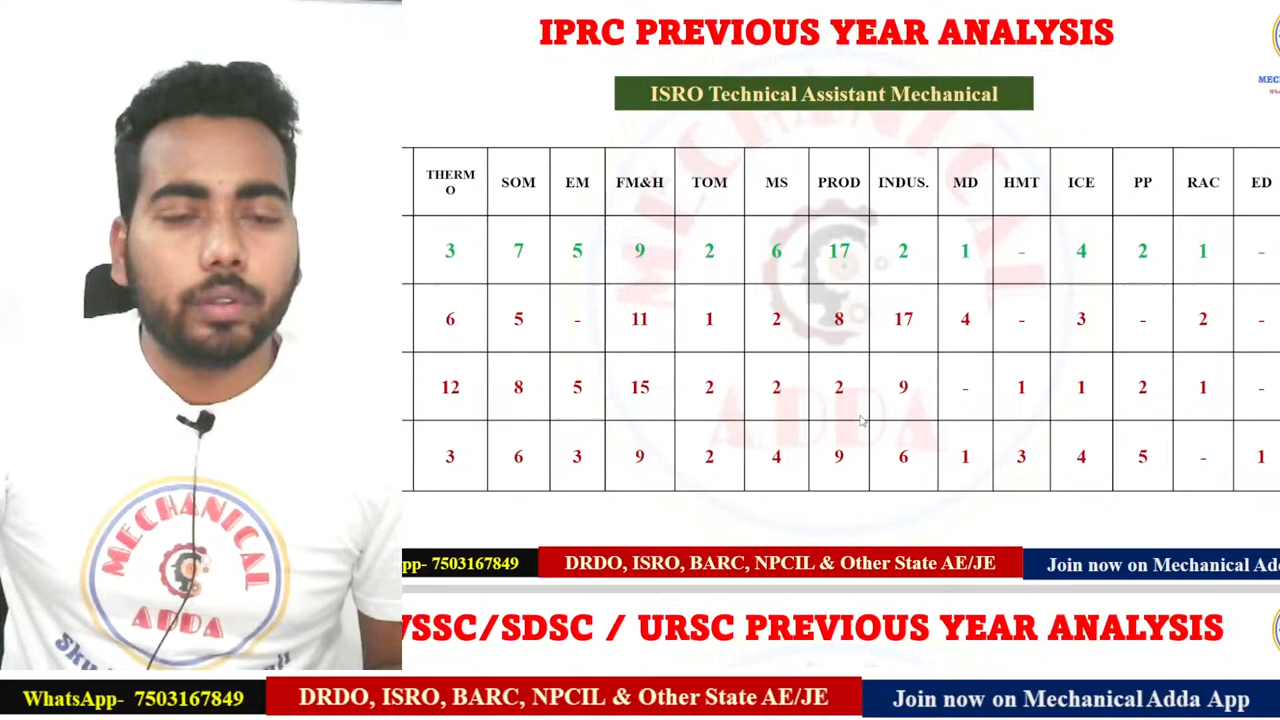 IPRC PREVIOUS YEAR ANALYSIS
ISRO Technical Assistant Mechanical
THERMO SOM EM FM&H TOM MS PROD INDUS. MD HMT ICE PP RAC ED
3 7 5 9 2 6 17 2 1 - 4 2 1 -
6 5 - 11 1 2 8 17 4 - 3 - 2 -
12 8 5 15 2 2 2 9 - 1 1 2 1 -
3 6 3 9 2 4 9 6 1 3 4 5 - 1
MECHANICAL
ADDA
MECHANICAL
ADDA
pp- 7503167849 DRDO, ISRO, BARC, NPCIL & Other State AE/JE Join now on Mechanical Ad
VSSC/SDSC / URSC PREVIOUS YEAR ANALYSIS
WhatsApp- 7503167849 DRDO, ISRO, BARC, NPCIL & Other State AE/JE Join now on Mechanical Adda App